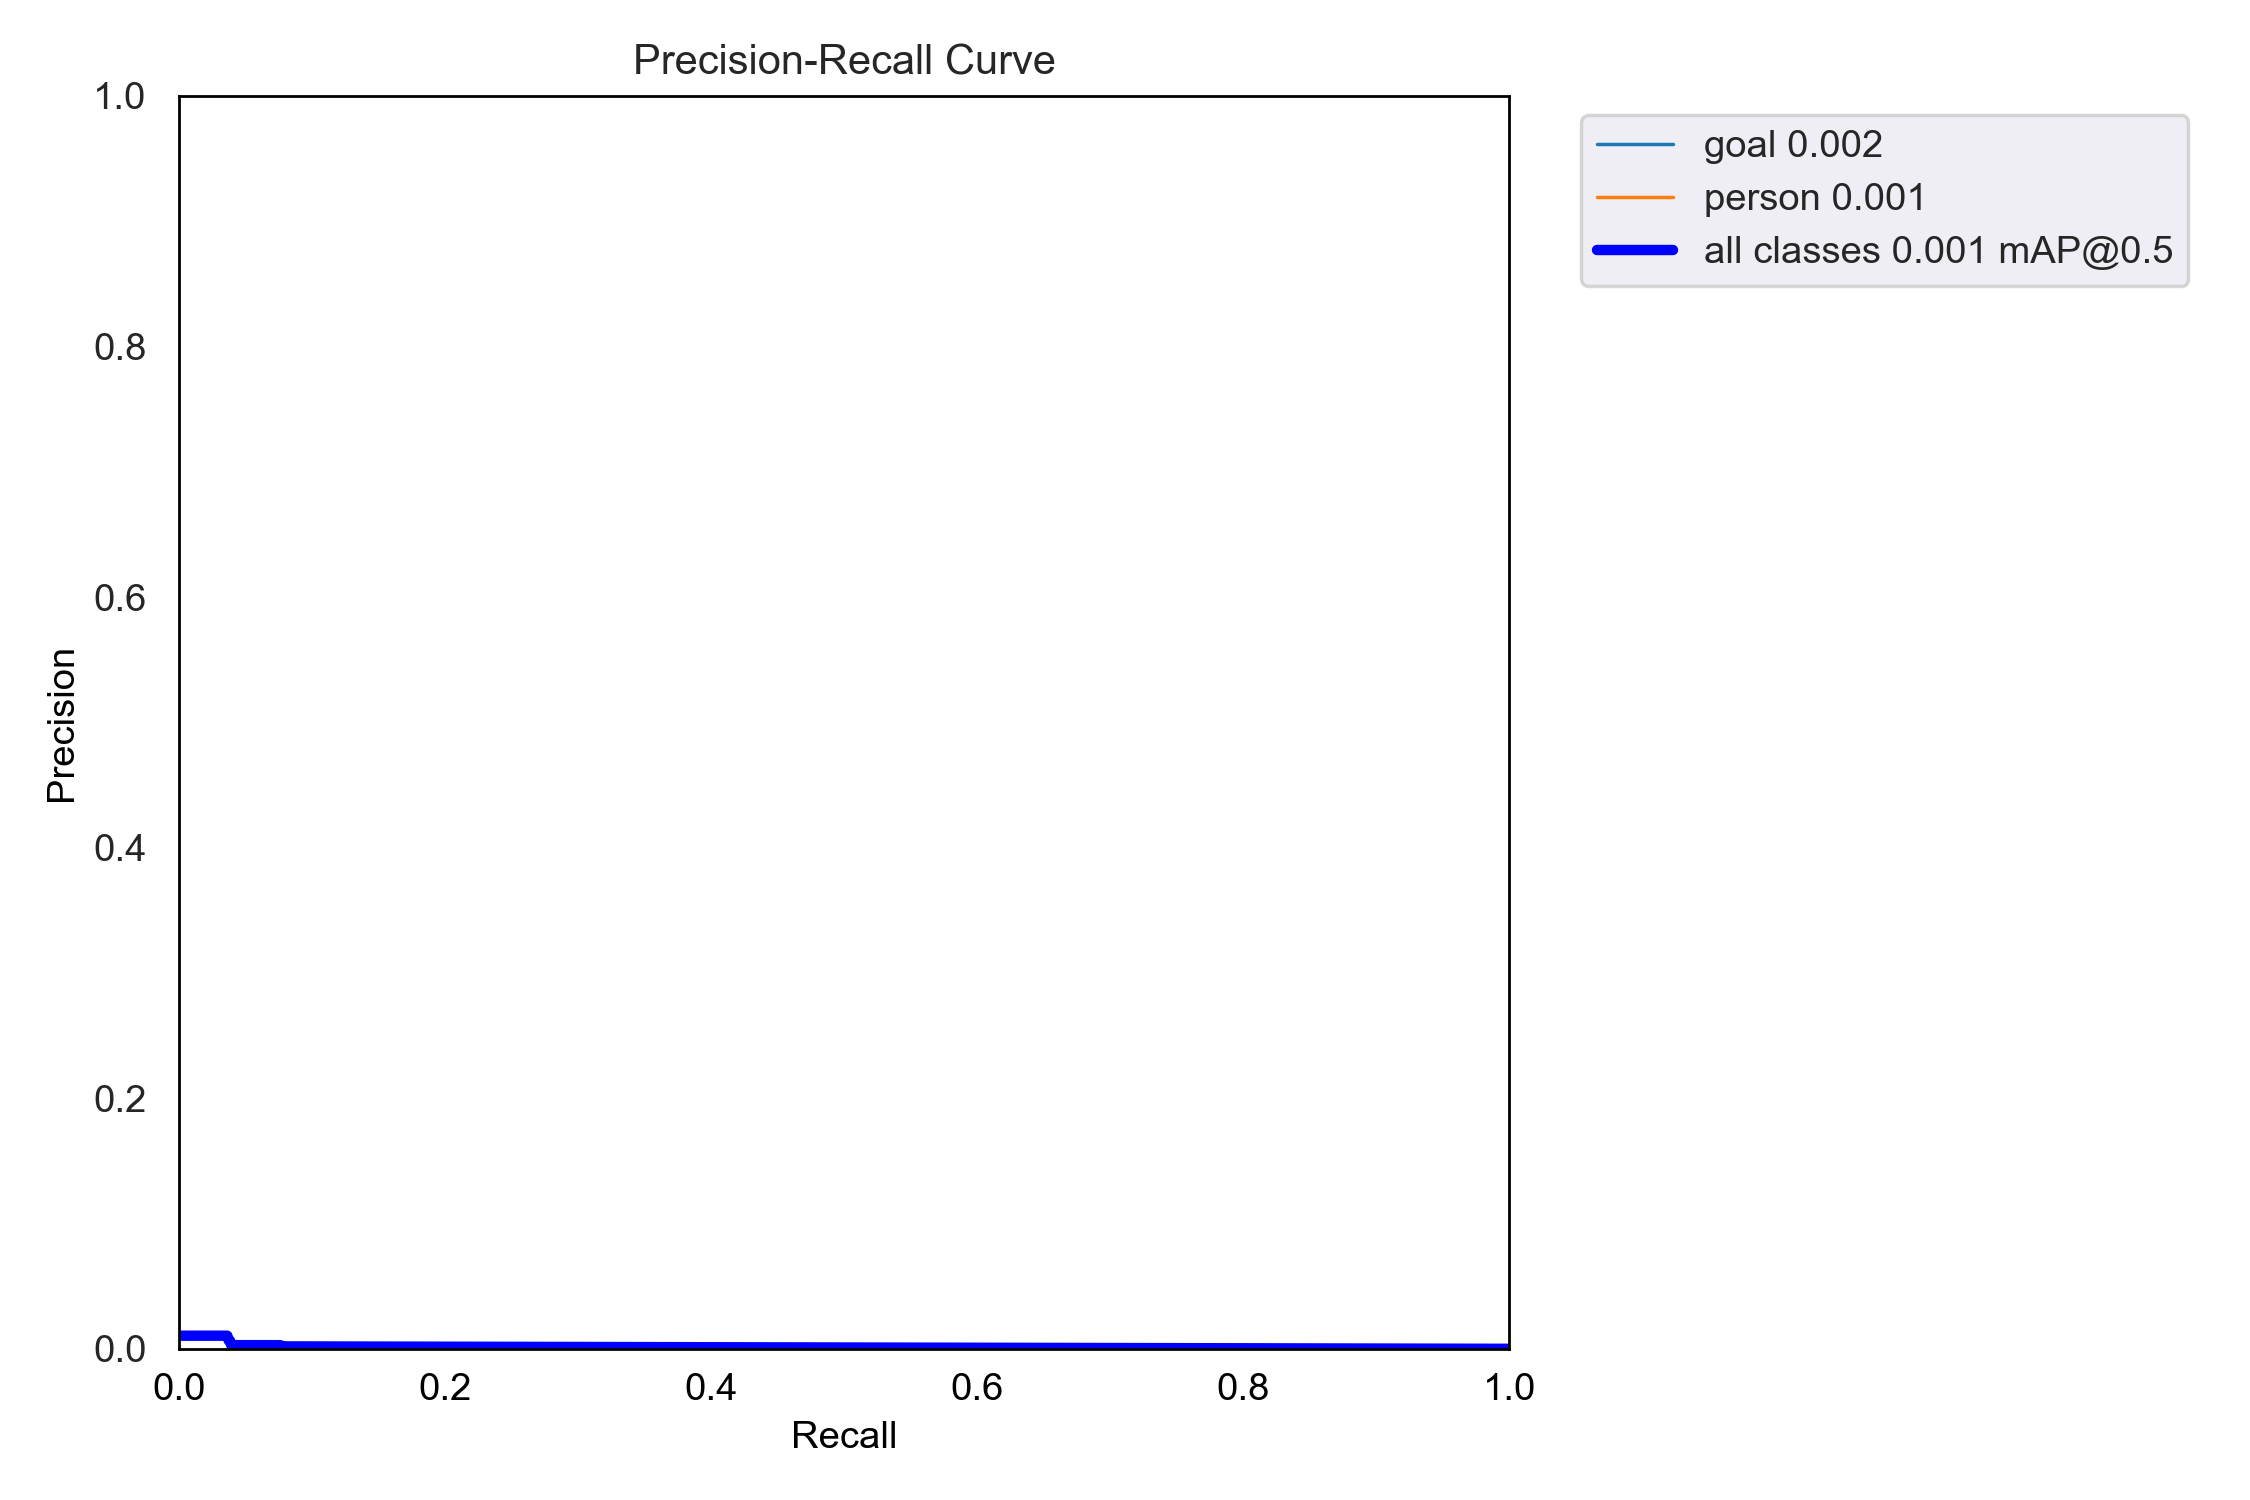 Precision-Recall Curve
1.0
0.8
0.6
0.4
0.2
0.0
Precision
0.0 0.2 0.4 0.6 0.8 1.0
Recall
goal 0.002
person 0.001
all classes 0.001 mAP@0.5